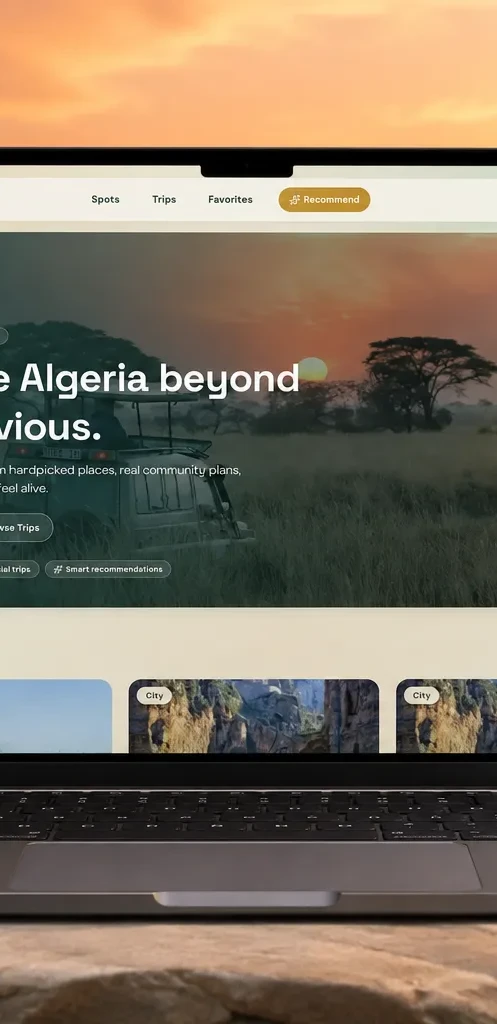 Spots Trips Favorites Recommend
e Algeria beyond
vious.
m hardpicked places, real community plans,
feel alive.
wse Trips
ial trips Smart recommendations
City City